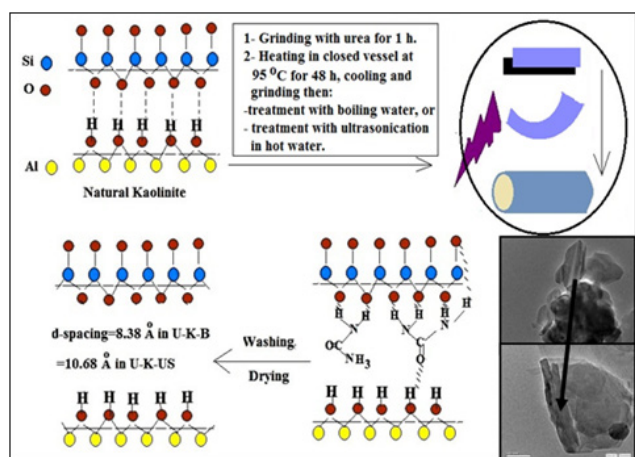 Si
O
H H H H H
Al
Natural Kaolinite
1- Grinding with urea for 1 h.
2- Heating in closed vessel at
95 °C for 48 h, cooling and
grinding then:
-treatment with boiling water, or
- treatment with ultrasonication
in hot water.
d-spacing=8.38 Å in U-K-B
=10.68 Å in U-K-US
H H H H H
Washing
Drying
H H H H H
N N N
OC C
NH3 O
H H H H H